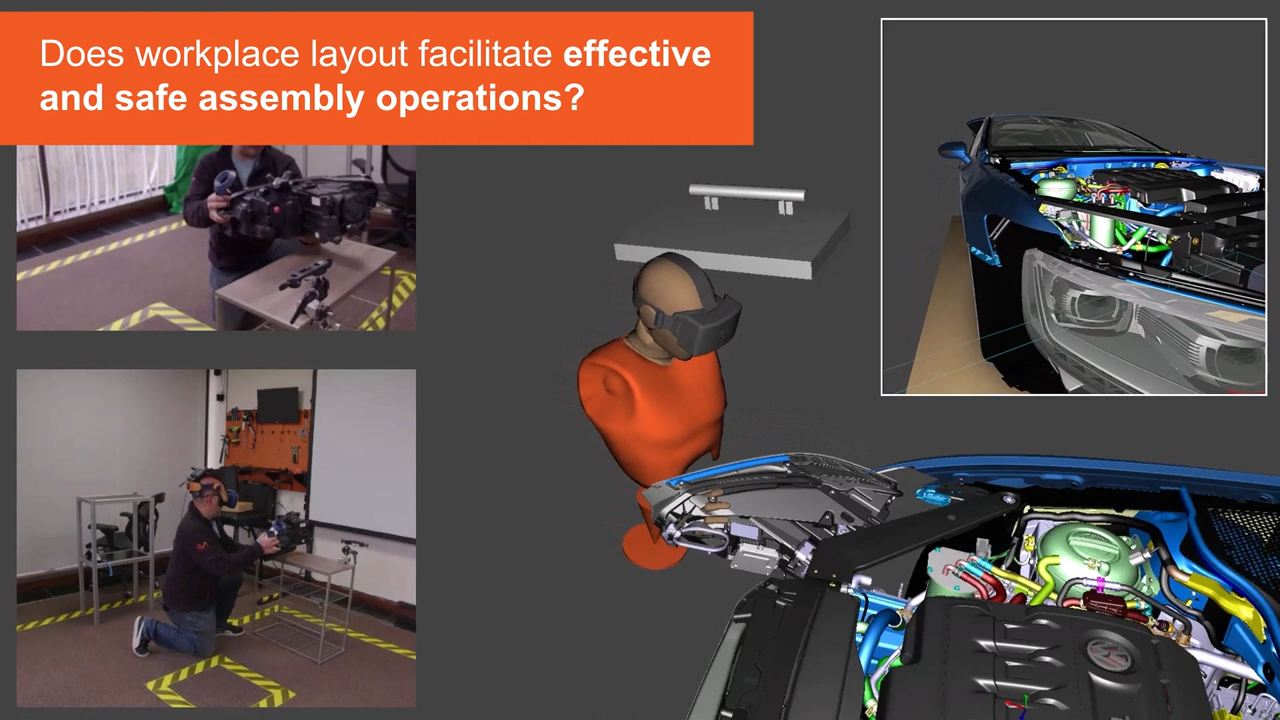 Does workplace layout facilitate effective
and safe assembly operations?